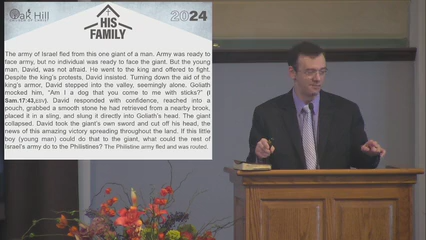 Oak Hill
HIS
FAMILY
2024
The army of Israel fled from this one giant of a man. Army was ready to
face army, but no individual was ready to face the giant. But the young
man, David, was not afraid. He went to the king and offered to fight.
Despite the king's protests, David insisted. Turning down the aid of the
king's armor, David stepped into the valley, seemingly alone. Goliath
mocked him, "Am I a dog that you come to me with sticks?" (I
Sam.17:43, ESV). David responded with confidence, reached into a
pouch, grabbed a smooth stone he had retrieved from a nearby brook,
placed it in a sling, and slung it directly into Goliath's head. The giant
collapsed. David took the giant's own sword and cut off his head, the
news of this amazing victory spreading throughout the land. If this little
boy (young man) could do that to the giant, what could the rest of
Israel's army do to the Philistines? The Philistine army fled and was routed.